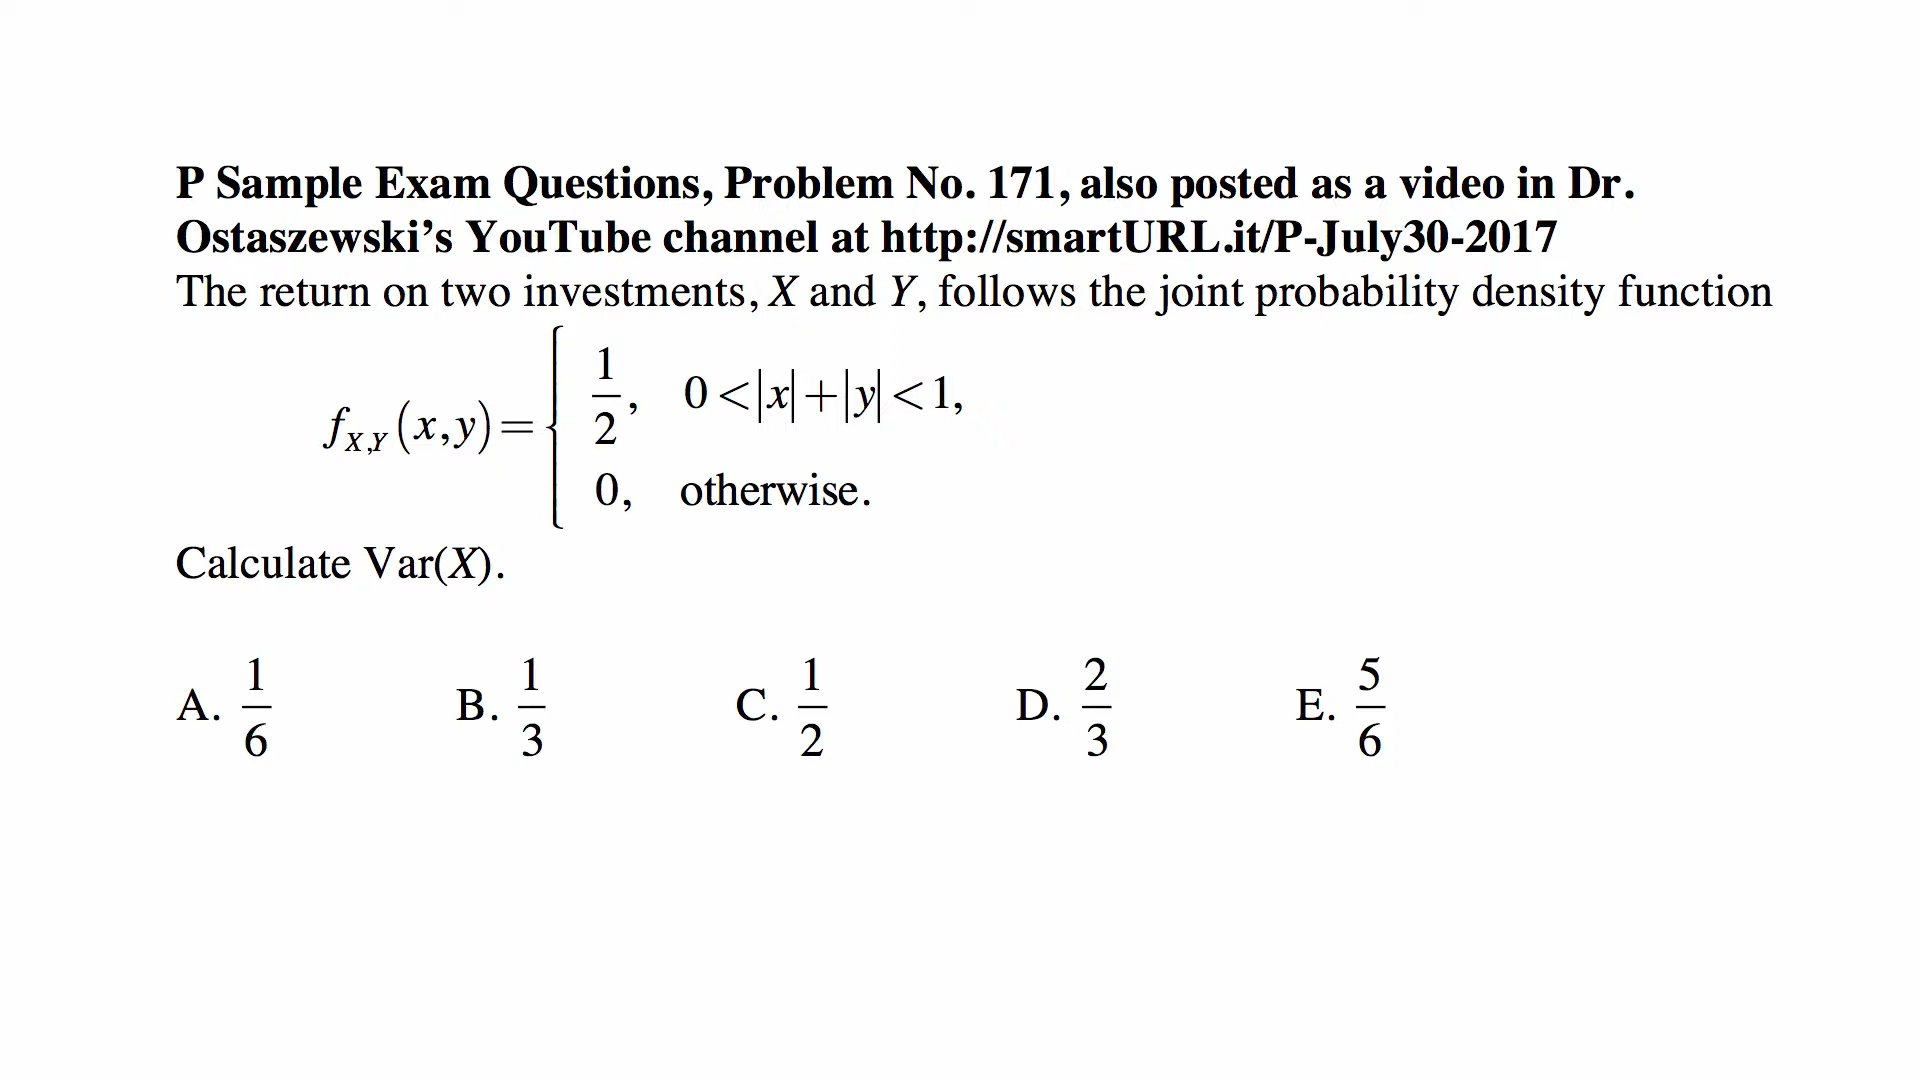 P Sample Exam Questions, Problem No. 171, also posted as a video in Dr.
Ostaszewski’s YouTube channel at http://smartURL.it/P-July30-2017
The return on two investments, X and Y, follows the joint probability density function
f_{X,Y}(x,y) = { 1/2, 0 < |x| + |y| < 1,
0, otherwise.
Calculate Var(X).
A. 1/6 B. 1/3 C. 1/2 D. 2/3 E. 5/6